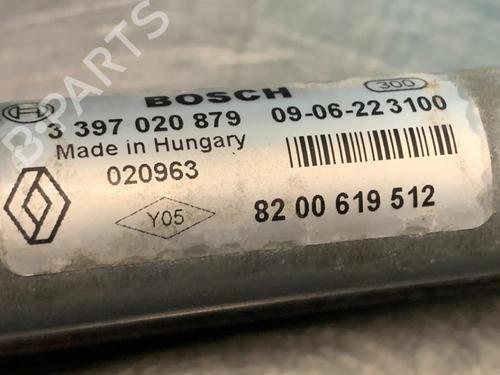 B-PARTS
BOSCH 300
3 397 020 879 09-06-22 3100
Made in Hungary
020963
Y05 82 00 619 512